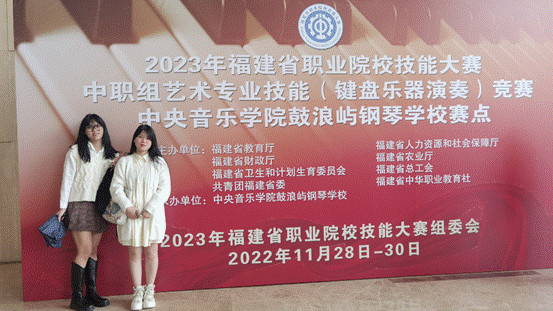 2023年福建省职业院校技能大赛
中职组艺术专业技能（键盘乐器演奏）竞赛
中央音乐学院鼓浪屿钢琴学校赛点
主办单位：福建省教育厅
福建省财政厅
福建省卫生和计划生育委员会
共青团福建省委
福建省人力资源和社会保障厅
福建省农业厅
福建省总工会
福建省中华职业教育社
办单位：中央音乐学院鼓浪屿钢琴学校
2023年福建省职业院校技能大赛组委会
2022年11月28日-30日